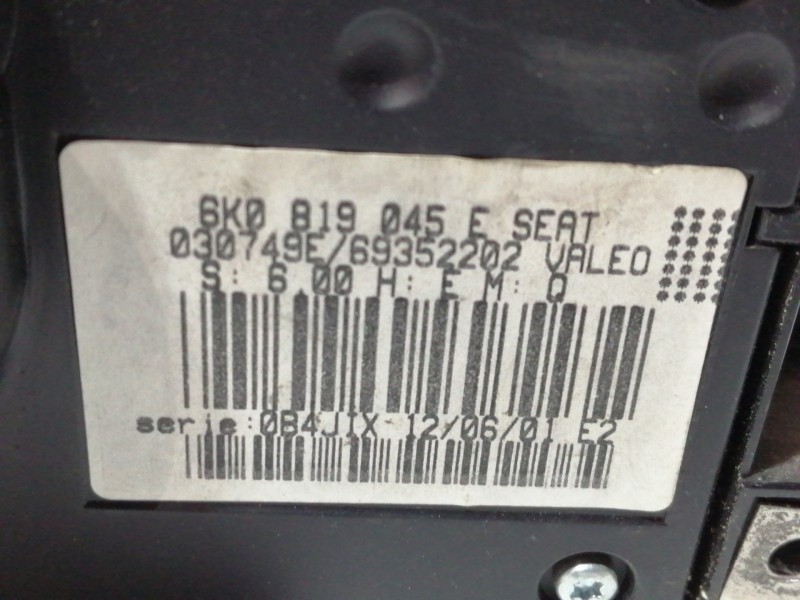 6K0 819 045 E SEAT
030749E/69352202 VALEO
S: 6.00 H: E M: Q
serie:0B4JIX 12/06/01 E2